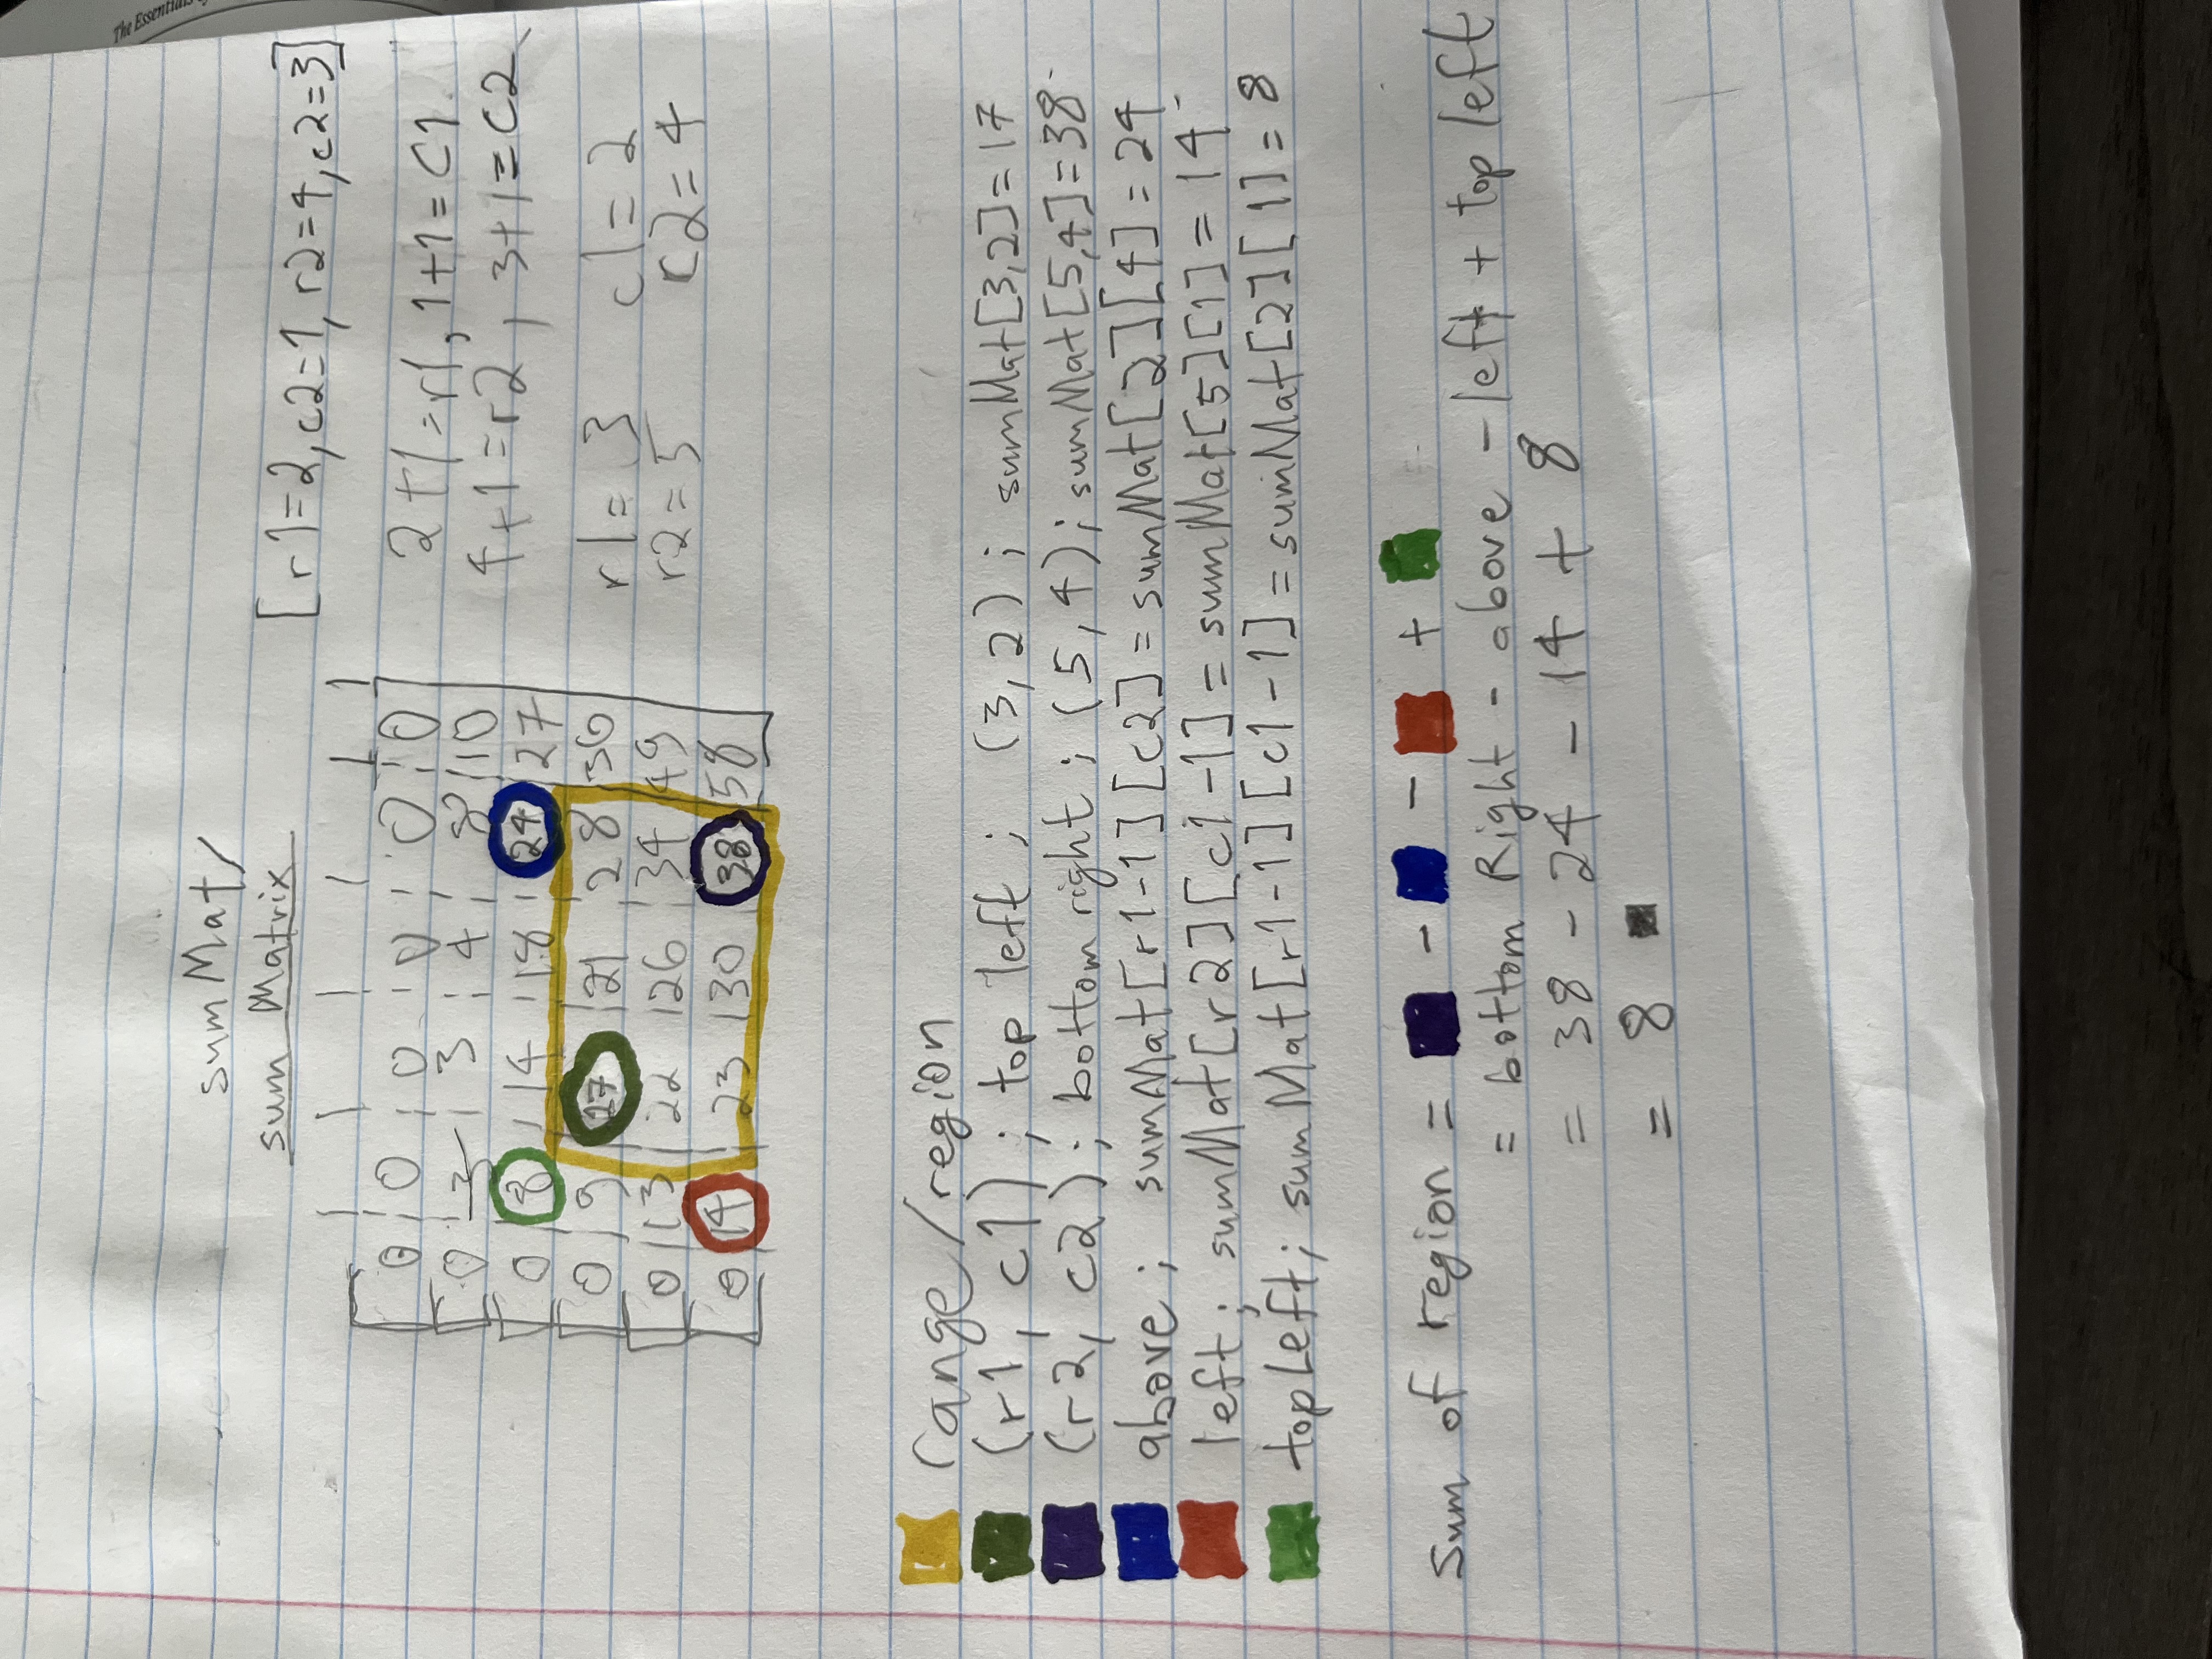 sumMat/
sum Matrix
[r1=2, c2=1, r2=4, c2=3]
0 | 0 | 0 | 0 | 0 | 0
0 3 | 3 | 4 | 8 | 10
0 | 8 | 14 | 18 | 24 | 27
0 | 9 | 17 | 21 | 28 | 36
0 | 13 | 22 | 26 | 34 | 49
0 | 14 | 23 | 30 | 38 | 58
2+1=r1, 1+1=C1
4+1=r2, 3+1=C2
r1=3 c1=2
r2=5 c2=4
range/region
(r1, c1); top left; (3,2); sumMat[3,2]=17
(r2, c2); bottom right; (5,4); sumMat[5,4]=38
above; sumMat[r1-1][c2]=sumMat[2][4]=24
left; sumMat[r2][c1-1]=sumMat[5][1]=14
topLeft; sumMat[r1-1][c1-1]=sumMat[2][1]=8
Sum of region = - - +
= bottom Right - above - left + top left
= 38 - 24 - 14 + 8
= 8